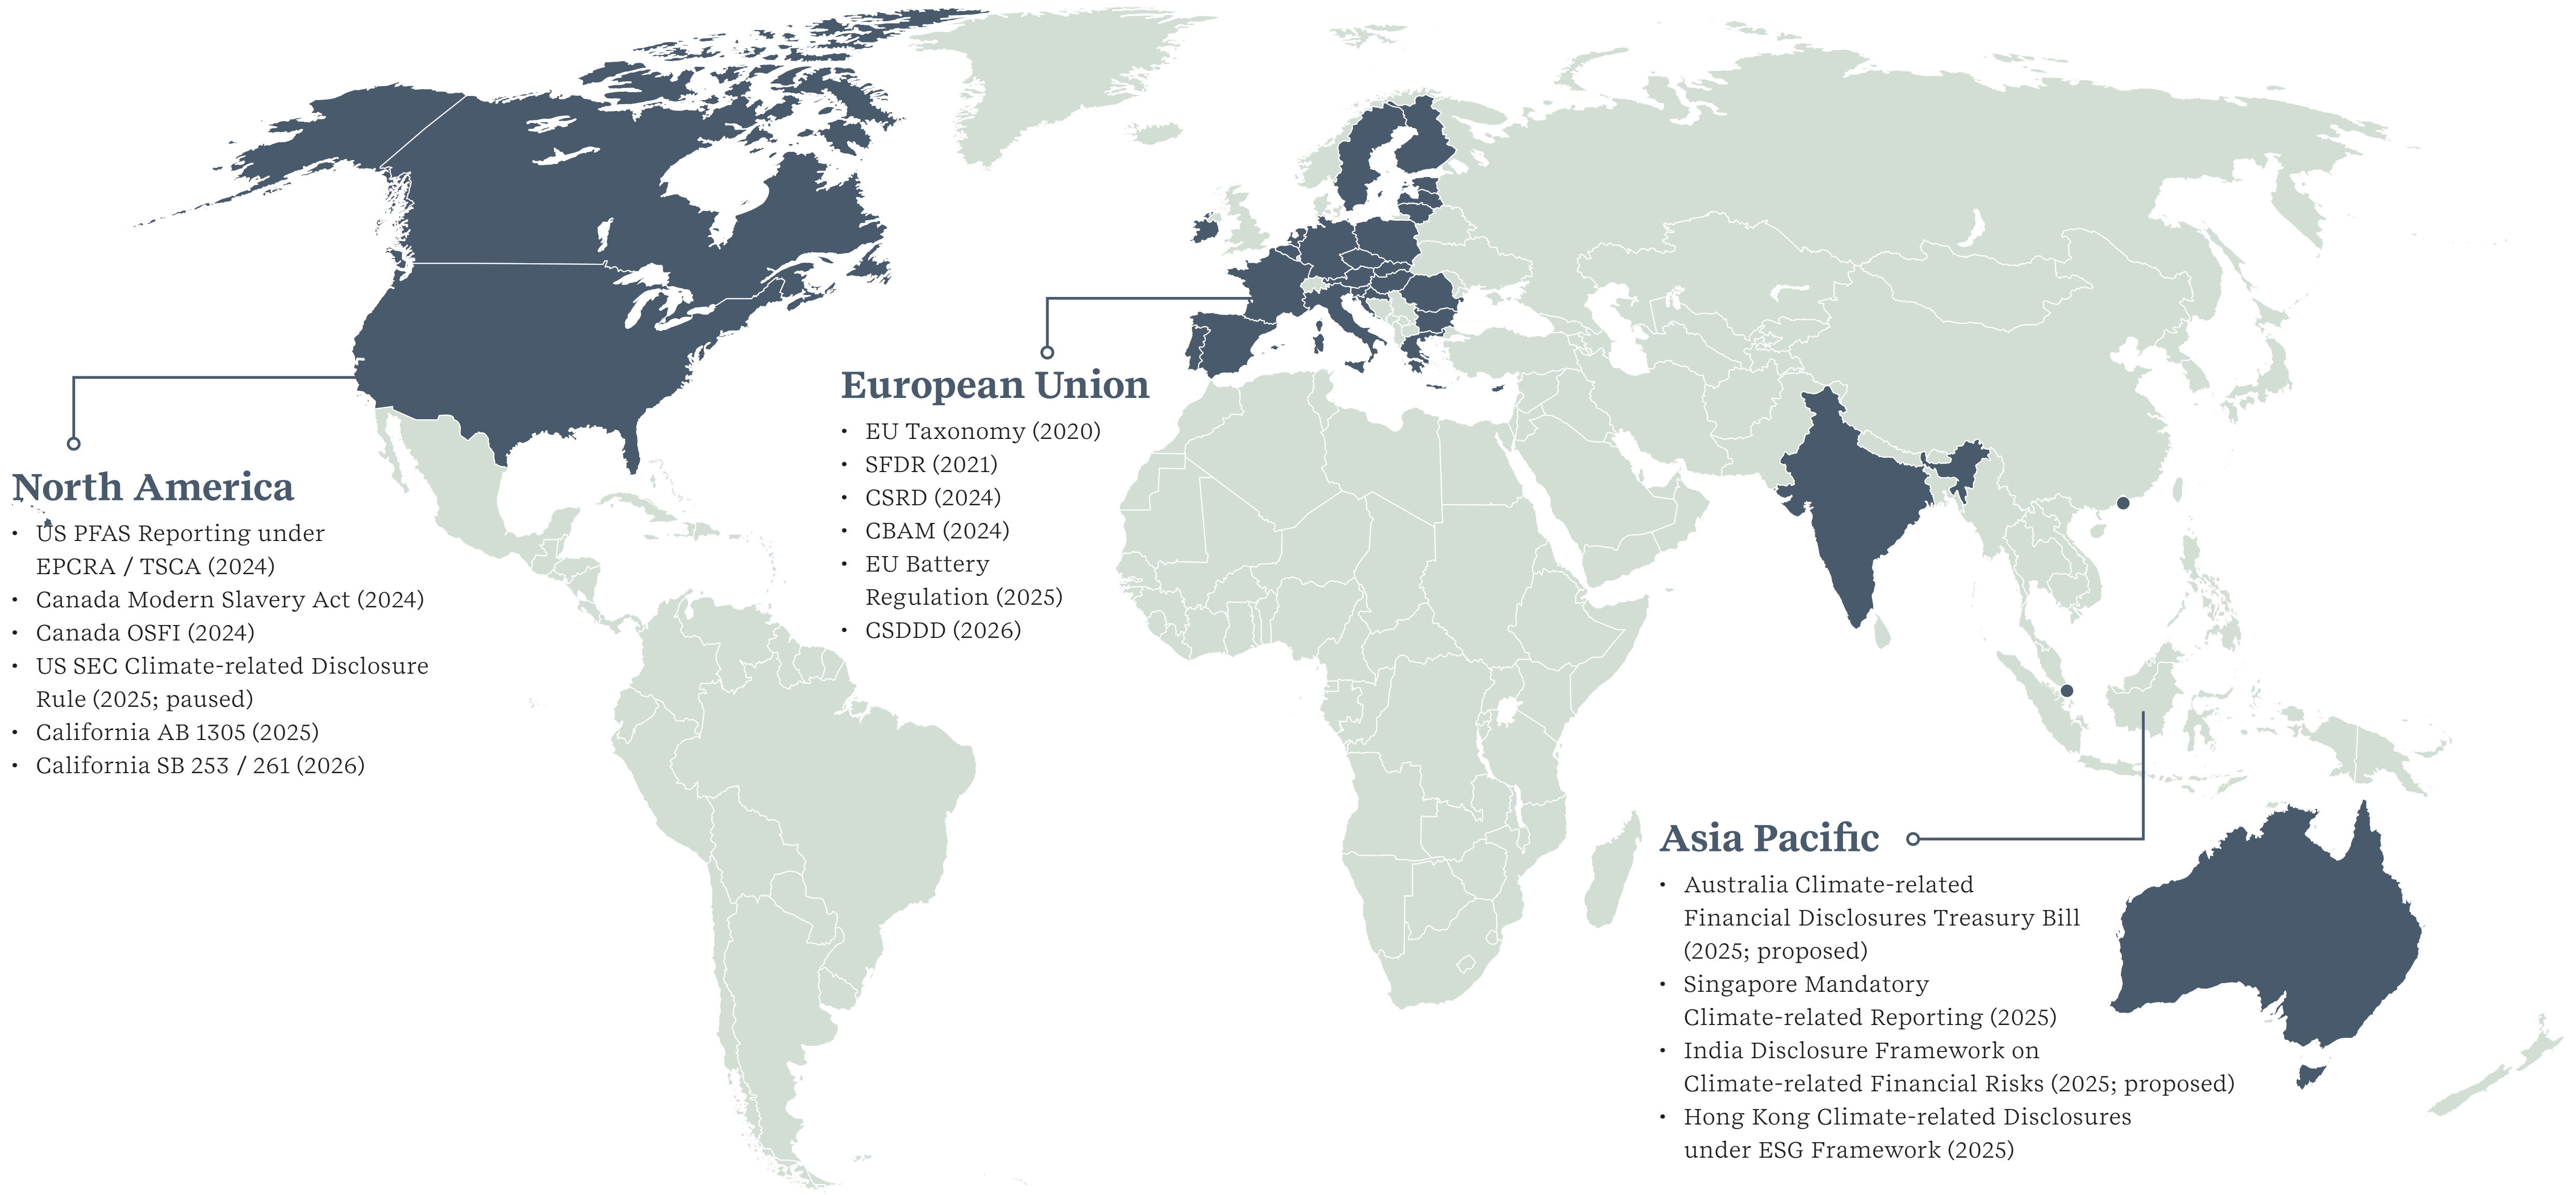 North America
• US PFAS Reporting under
EPCRA / TSCA (2024)
• Canada Modern Slavery Act (2024)
• Canada OSFI (2024)
• US SEC Climate-related Disclosure
Rule (2025; paused)
• California AB 1305 (2025)
• California SB 253 / 261 (2026)
European Union
• EU Taxonomy (2020)
• SFDR (2021)
• CSRD (2024)
• CBAM (2024)
• EU Battery
Regulation (2025)
• CSDDD (2026)
Asia Pacific
• Australia Climate-related
Financial Disclosures Treasury Bill
(2025; proposed)
• Singapore Mandatory
Climate-related Reporting (2025)
• India Disclosure Framework on
Climate-related Financial Risks (2025; proposed)
• Hong Kong Climate-related Disclosures
under ESG Framework (2025)